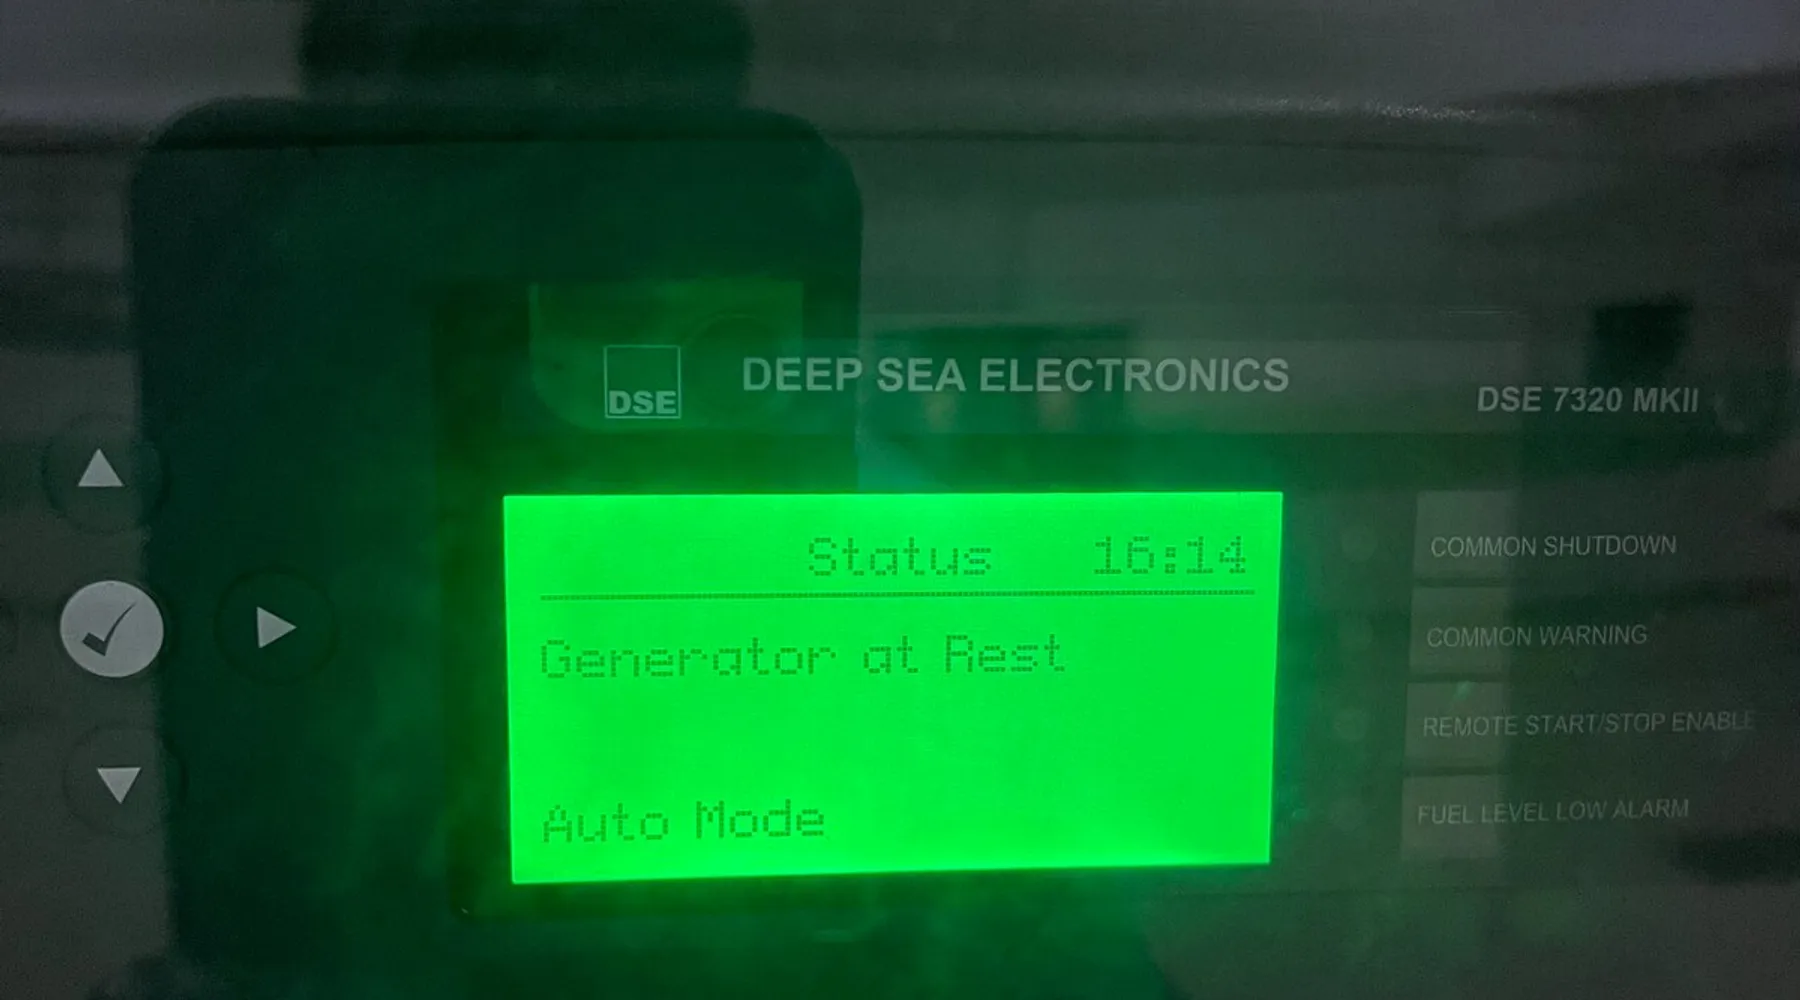 DSE
DEEP SEA ELECTRONICS
DSE 7320 MKII
Status 16:14
Generator at Rest
Auto Mode
COMMON SHUTDOWN
COMMON WARNING
REMOTE START/STOP ENABLE
FUEL LEVEL LOW ALARM